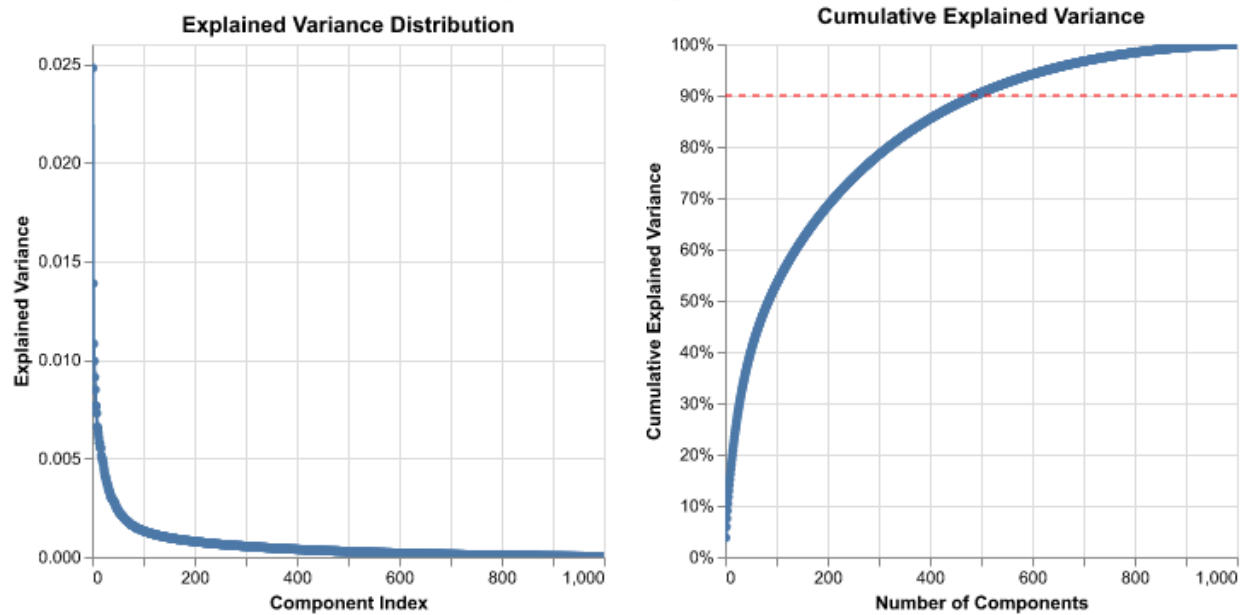 Explained Variance Distribution
0.025
0.020
0.015
0.010
0.005
0.000
Explained Variance
0 200 400 600 800 1,000
Component Index
Cumulative Explained Variance
100%
90%
80%
70%
60%
50%
40%
30%
20%
10%
0%
Cumulative Explained Variance
0 200 400 600 800 1,000
Number of Components